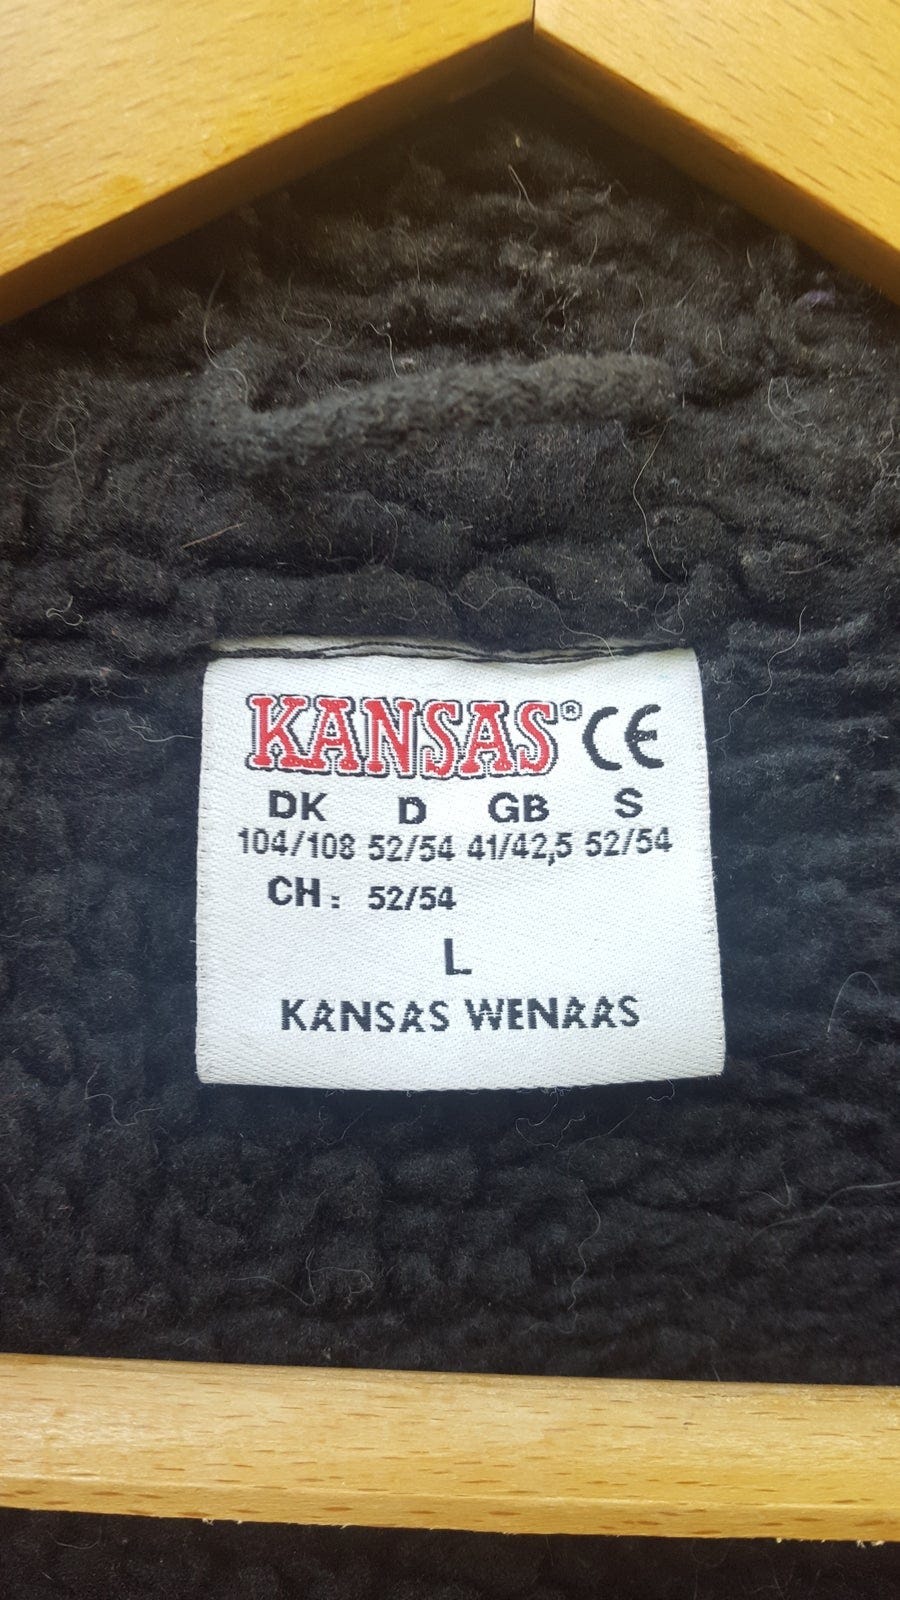 KANSAS® CE
DK D GB S
104/108 52/54 41/42,5 52/54
CH: 52/54
L
KANSAS WENAAS